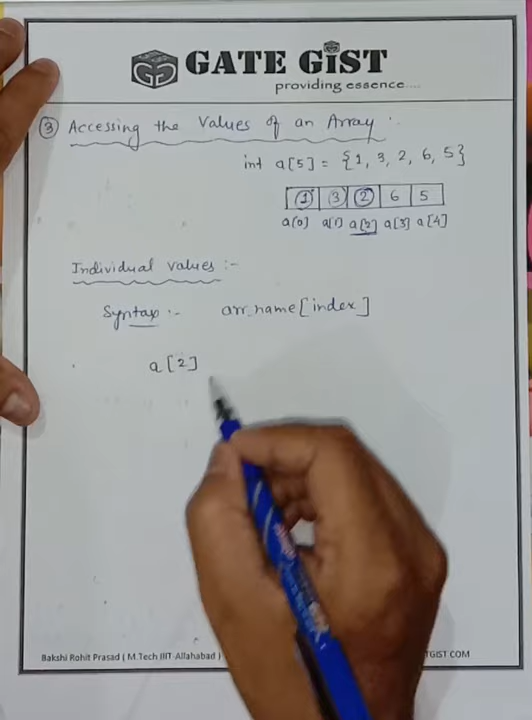 GATE GIST
providing essence....
③ Accessing the Values of an Array :
int a[5] = {1, 3, 2, 6, 5}
1 3 2 6 5
a[0] a[1] a[2] a[3] a[4]
Individual values :-
Syntax :- arr_name[index]
a[2]
Bakshi Rohit Prasad ( M.Tech IIIT-Allahabad )